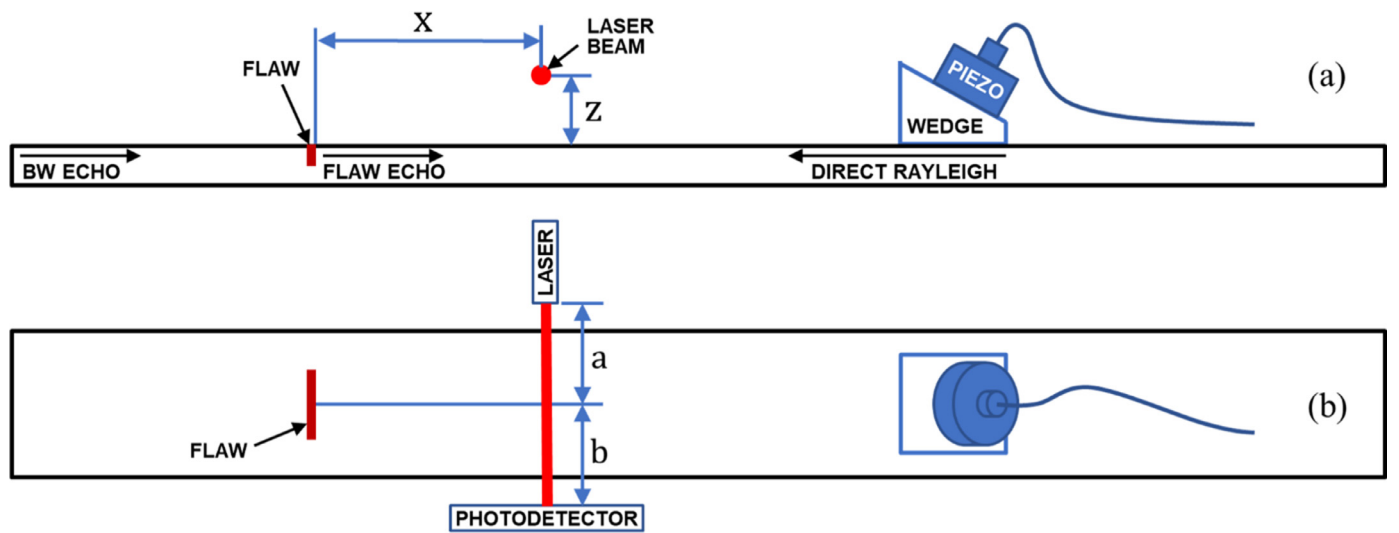 X
LASER
BEAM
FLAW
Z
PIEZO
(a)
WEDGE
BW ECHO
FLAW ECHO
DIRECT RAYLEIGH
LASER
a
(b)
b
FLAW
PHOTODETECTOR